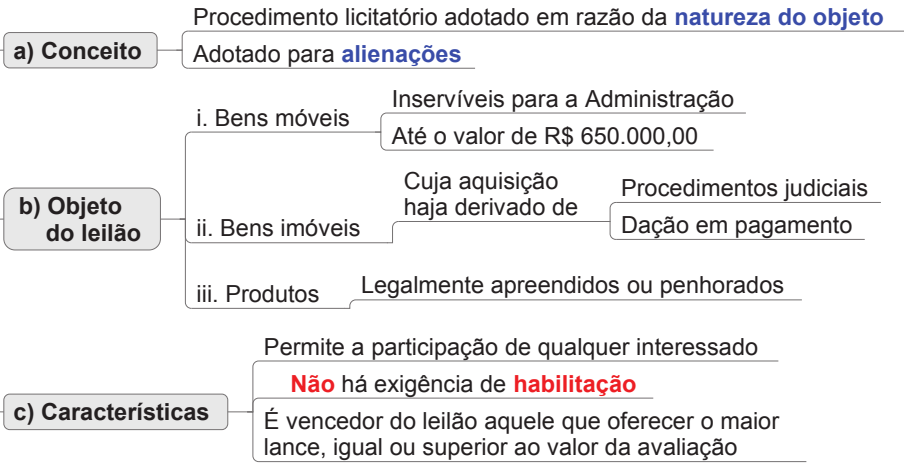 a) Conceito
Procedimento licitatório adotado em razão da natureza do objeto
Adotado para alienações
b) Objeto
do leilão
i. Bens móveis
Inservíveis para a Administração
Até o valor de R$ 650.000,00
ii. Bens imóveis
Cuja aquisição
haja derivado de
Procedimentos judiciais
Dação em pagamento
iii. Produtos
Legalmente apreendidos ou penhorados
c) Características
Permite a participação de qualquer interessado
Não há exigência de habilitação
É vencedor do leilão aquele que oferecer o maior
lance, igual ou superior ao valor da avaliação